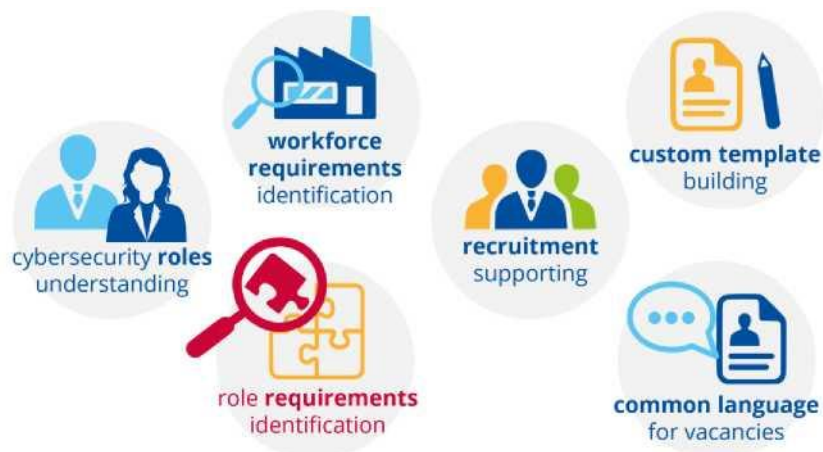 cybersecurity roles
understanding
workforce
requirements
identification
role requirements
identification
recruitment
supporting
custom template
building
common language
for vacancies